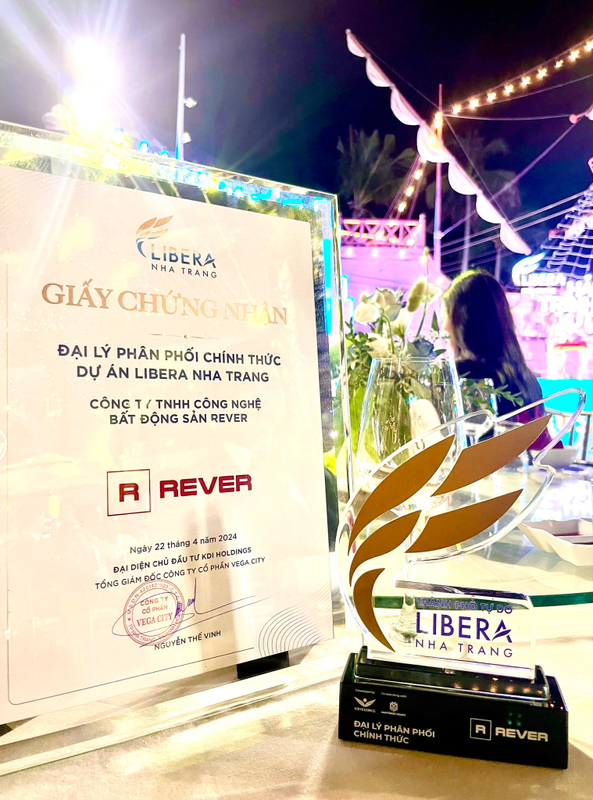 LIBERA
NHA TRANG
GIẤY CHỨNG NHẬN
ĐẠI LÝ PHÂN PHỐI CHÍNH THỨC
DỰ ÁN LIBERA NHA TRANG
CÔNG TY TNHH CÔNG NGHỆ
BẤT ĐỘNG SẢN REVER
R REVER
Ngày 22 tháng 4 năm 2024
ĐẠI DIỆN CHỦ ĐẦU TƯ KDI HOLDINGS
TỔNG GIÁM ĐỐC CÔNG TY CỔ PHẦN VEGA CITY
CÔNG TY
CỔ PHẦN
VEGA CITY
NGUYỄN THẾ VINH
THÀNH PHỐ TỰ DO
LIBERA
NHA TRANG
ĐẠI LÝ PHÂN PHỐI
CHÍNH THỨC
R REVER